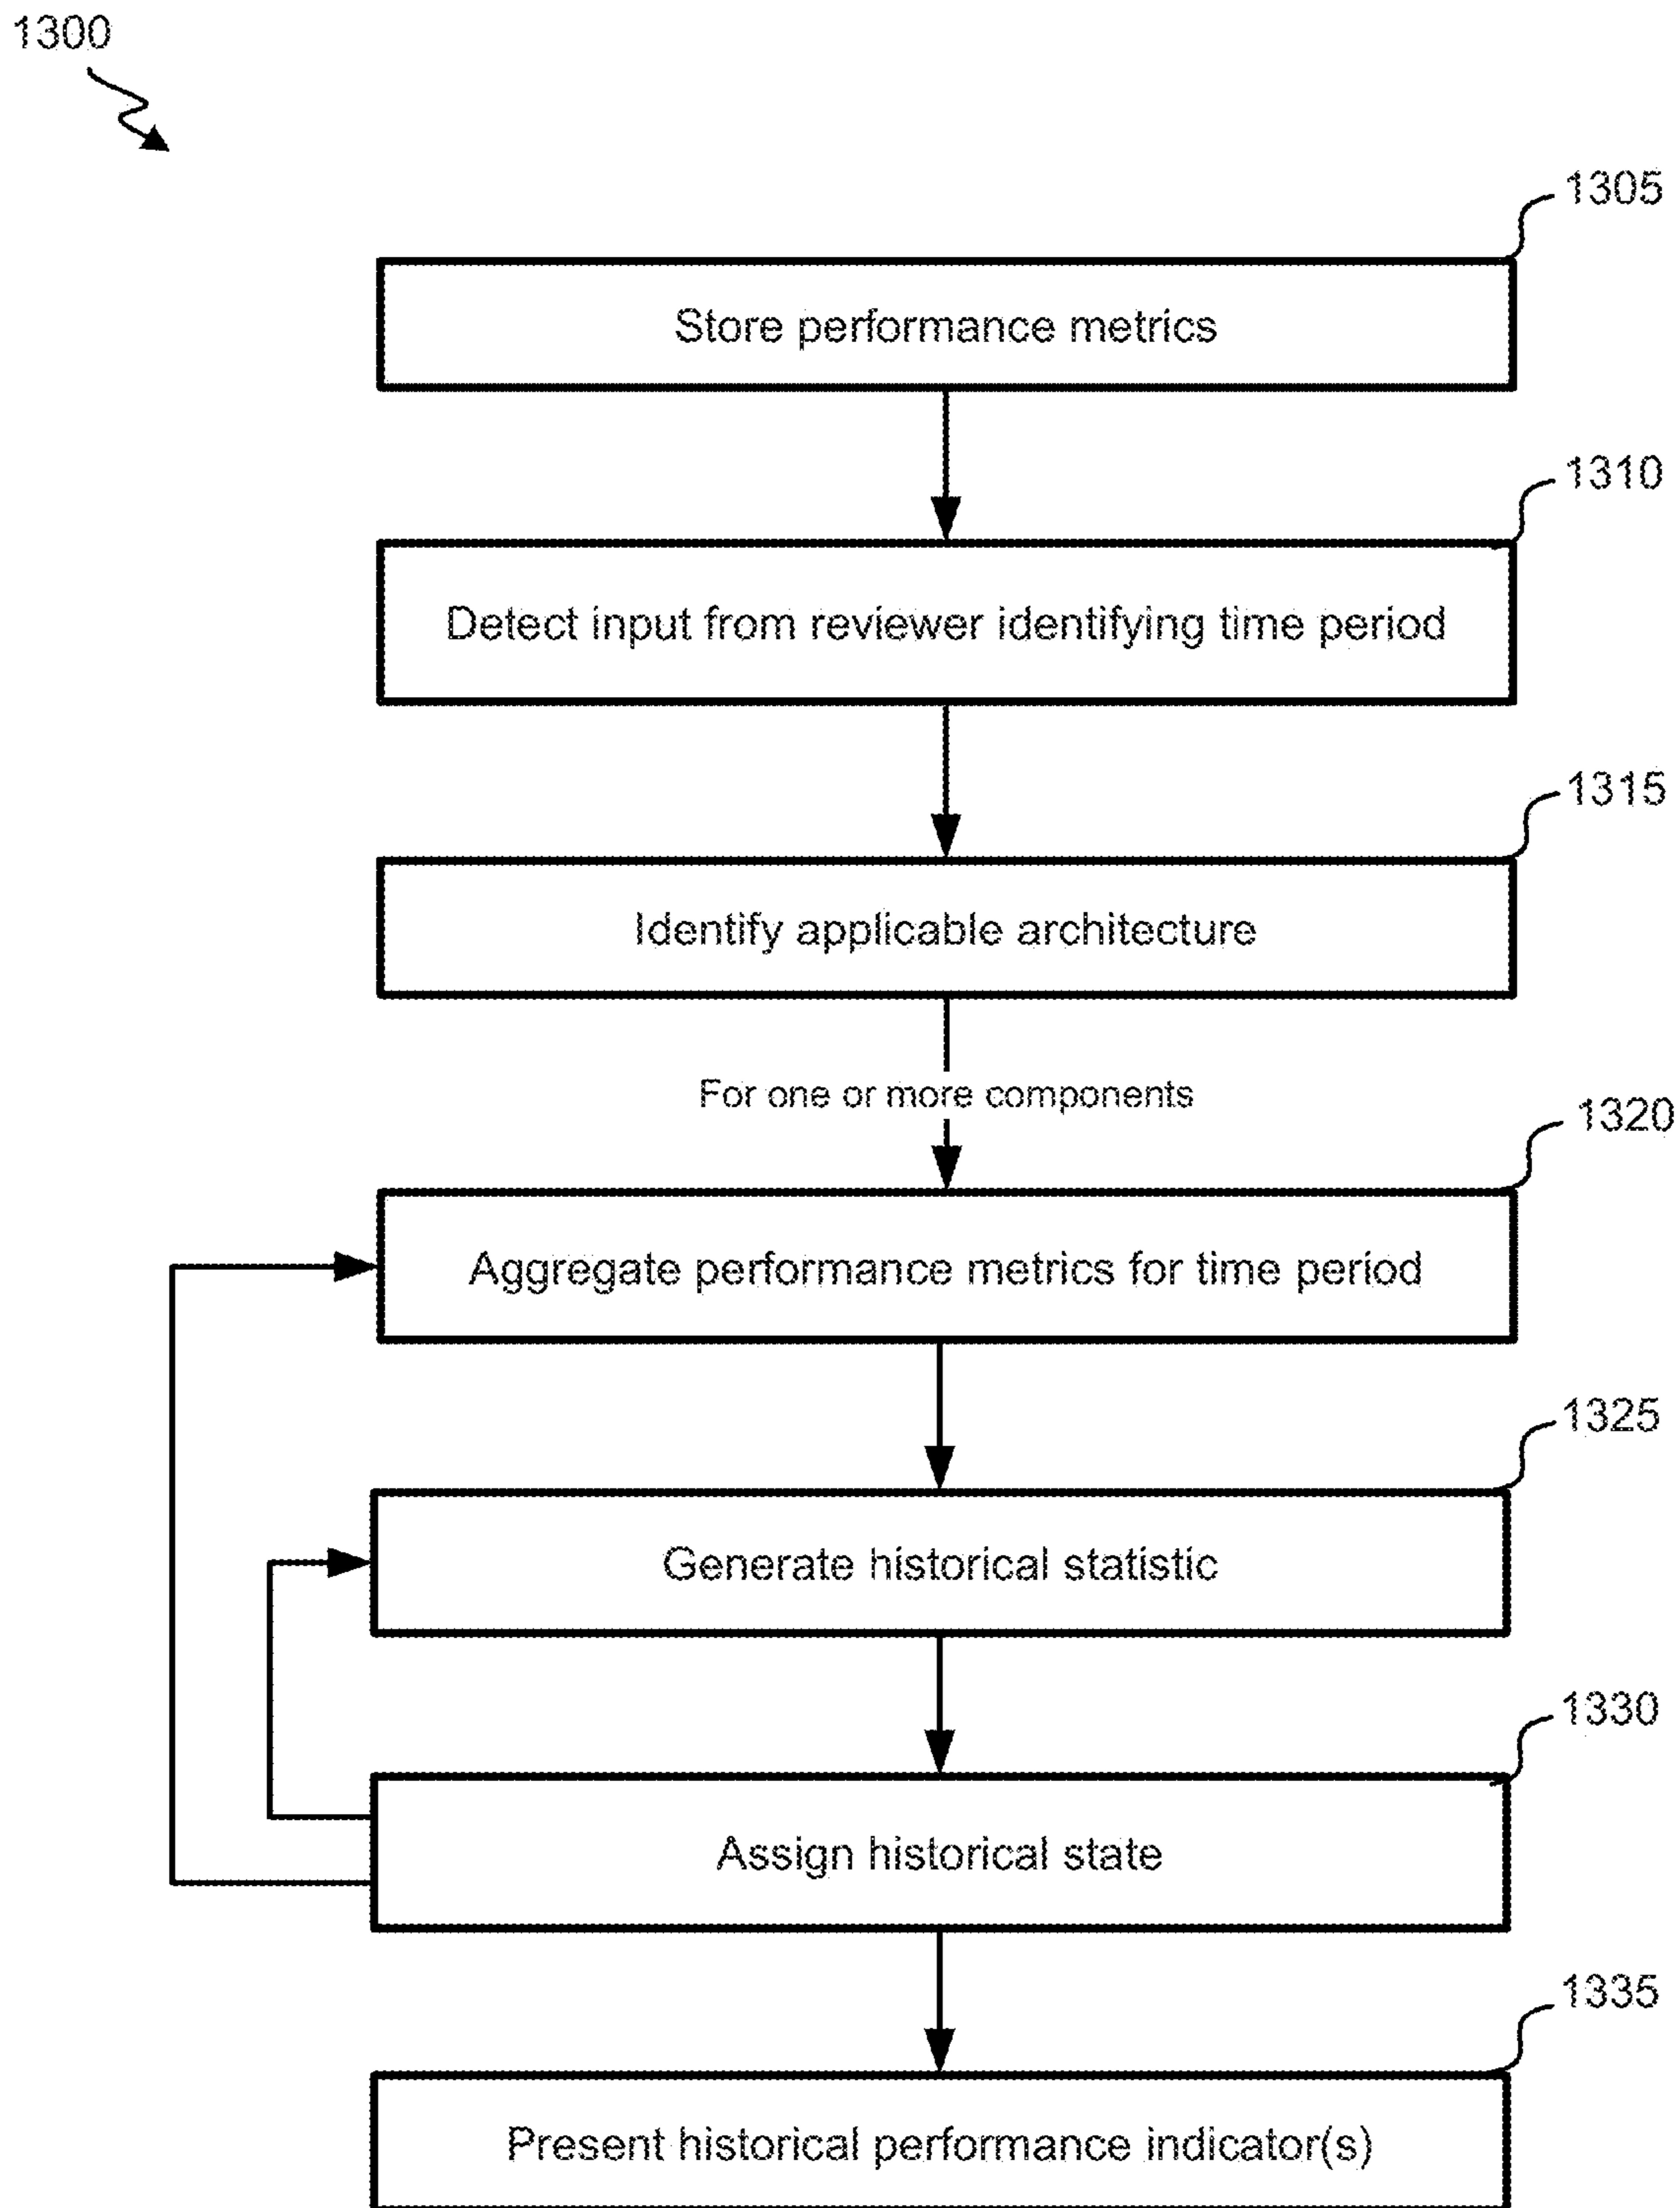 1300
1305
Store performance metrics
1310
Detect input from reviewer identifying time period
1315
Identify applicable architecture
For one or more components
1320
Aggregate performance metrics for time period
1325
Generate historical statistic
1330
Assign historical state
1335
Present historical performance indicator(s)